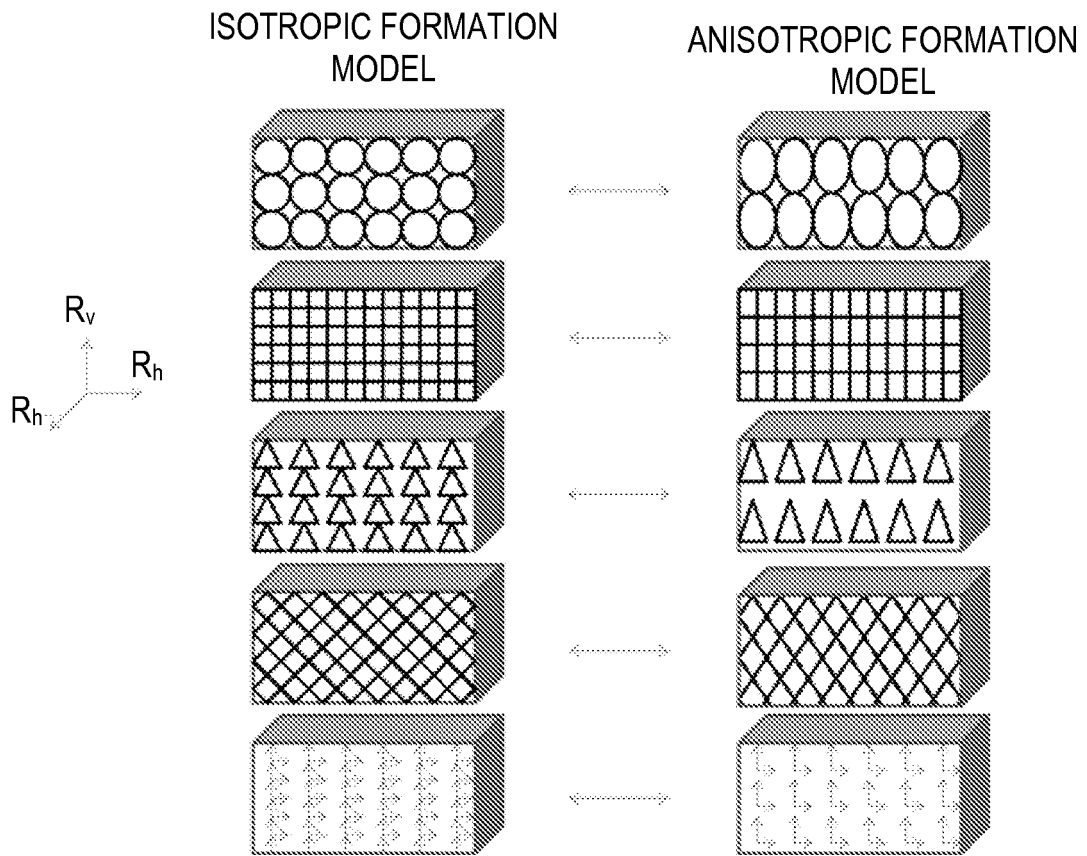 ISOTROPIC FORMATION
MODEL
ANISOTROPIC FORMATION
MODEL
Rv
Rh
Rh